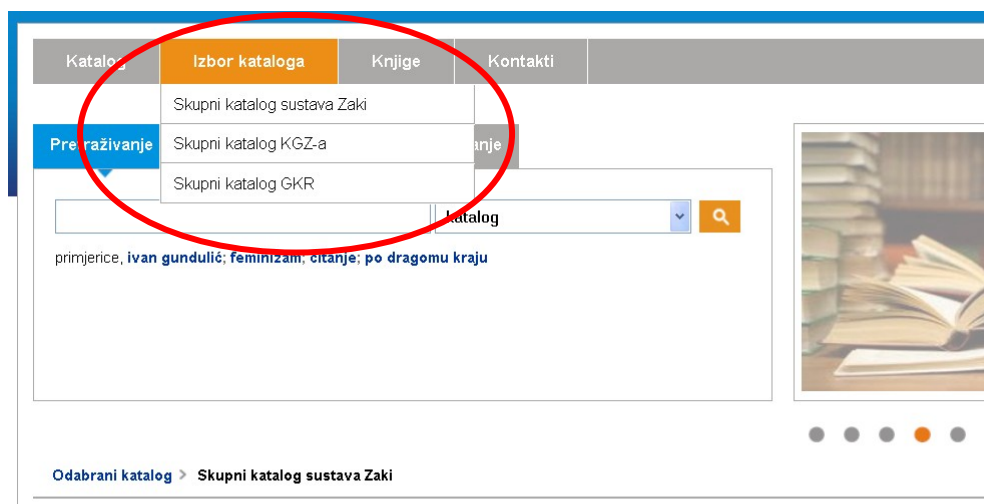 Katalog Izbor kataloga Knjige Kontakti
Skupni katalog sustava Zaki
Pretraživanje
Skupni katalog KGZ-a
Skupni katalog GKR
katalog
primjerice, ivan gundulić; feminizam; čitanje; po dragomu kraju
Odabrani katalog > Skupni katalog sustava Zaki